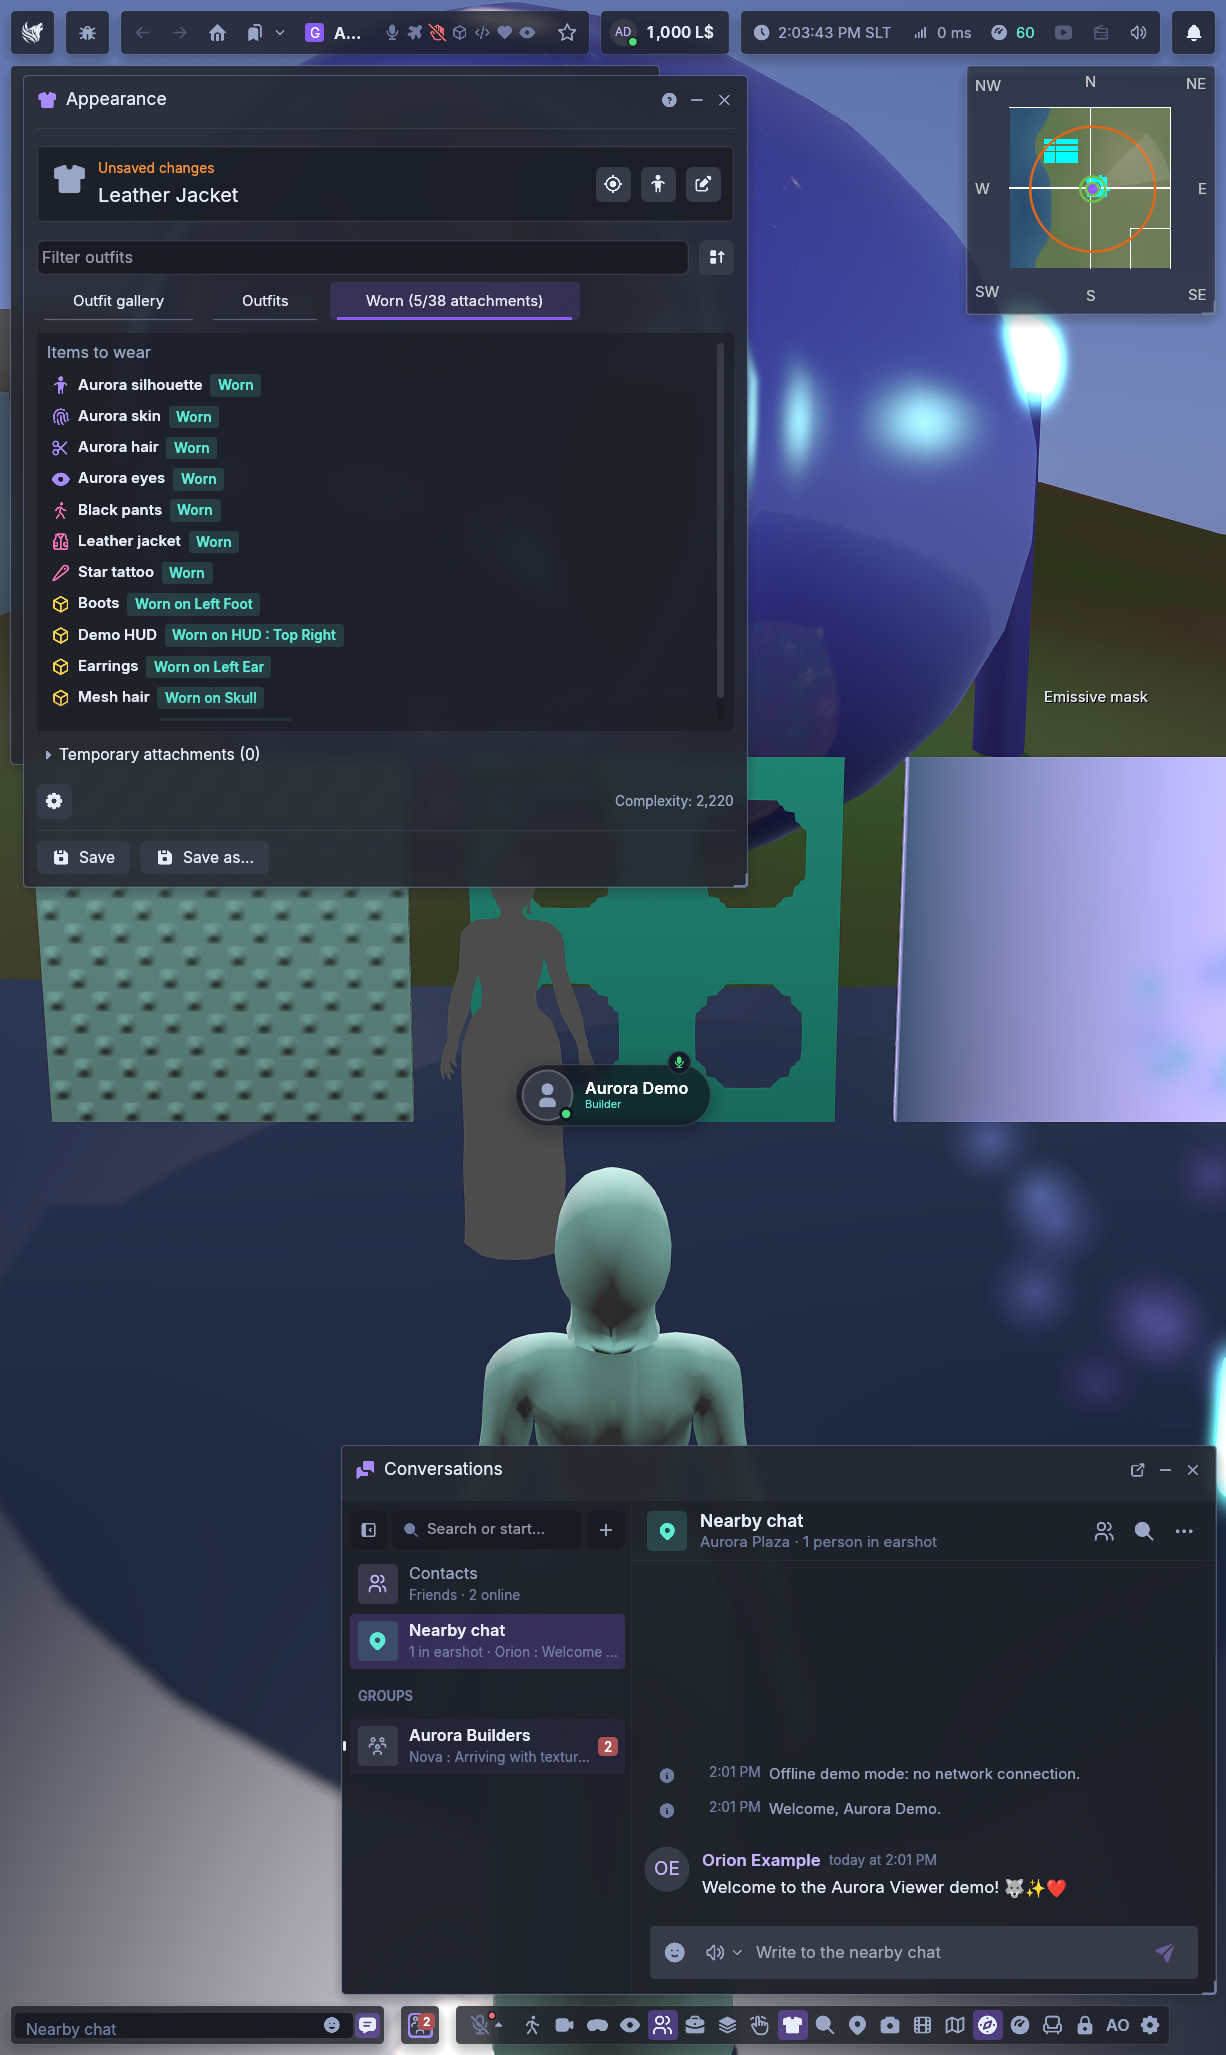 G A...
AD 1,000 L$
2:03:43 PM SLT
0 ms
60
Appearance
Unsaved changes
Leather Jacket
Filter outfits
Outfit gallery
Outfits
Worn (5/38 attachments)
Items to wear
Aurora silhouette Worn
Aurora skin Worn
Aurora hair Worn
Aurora eyes Worn
Black pants Worn
Leather jacket Worn
Star tattoo Worn
Boots Worn on Left Foot
Demo HUD Worn on HUD : Top Right
Earrings Worn on Left Ear
Mesh hair Worn on Skull
Temporary attachments (0)
Complexity: 2,220
Save
Save as...
NW N NE
W E
SW S SE
Emissive mask
Aurora Demo
Builder
Conversations
Search or start...
Contacts
Friends · 2 online
Nearby chat
1 in earshot · Orion : Welcome ...
GROUPS
Aurora Builders
Nova : Arriving with textur...
2
Nearby chat
Aurora Plaza · 1 person in earshot
2:01 PM Offline demo mode: no network connection.
2:01 PM Welcome, Aurora Demo.
OE
Orion Example today at 2:01 PM
Welcome to the Aurora Viewer demo! 🐺✨❤️
Write to the nearby chat
Nearby chat
2
AO